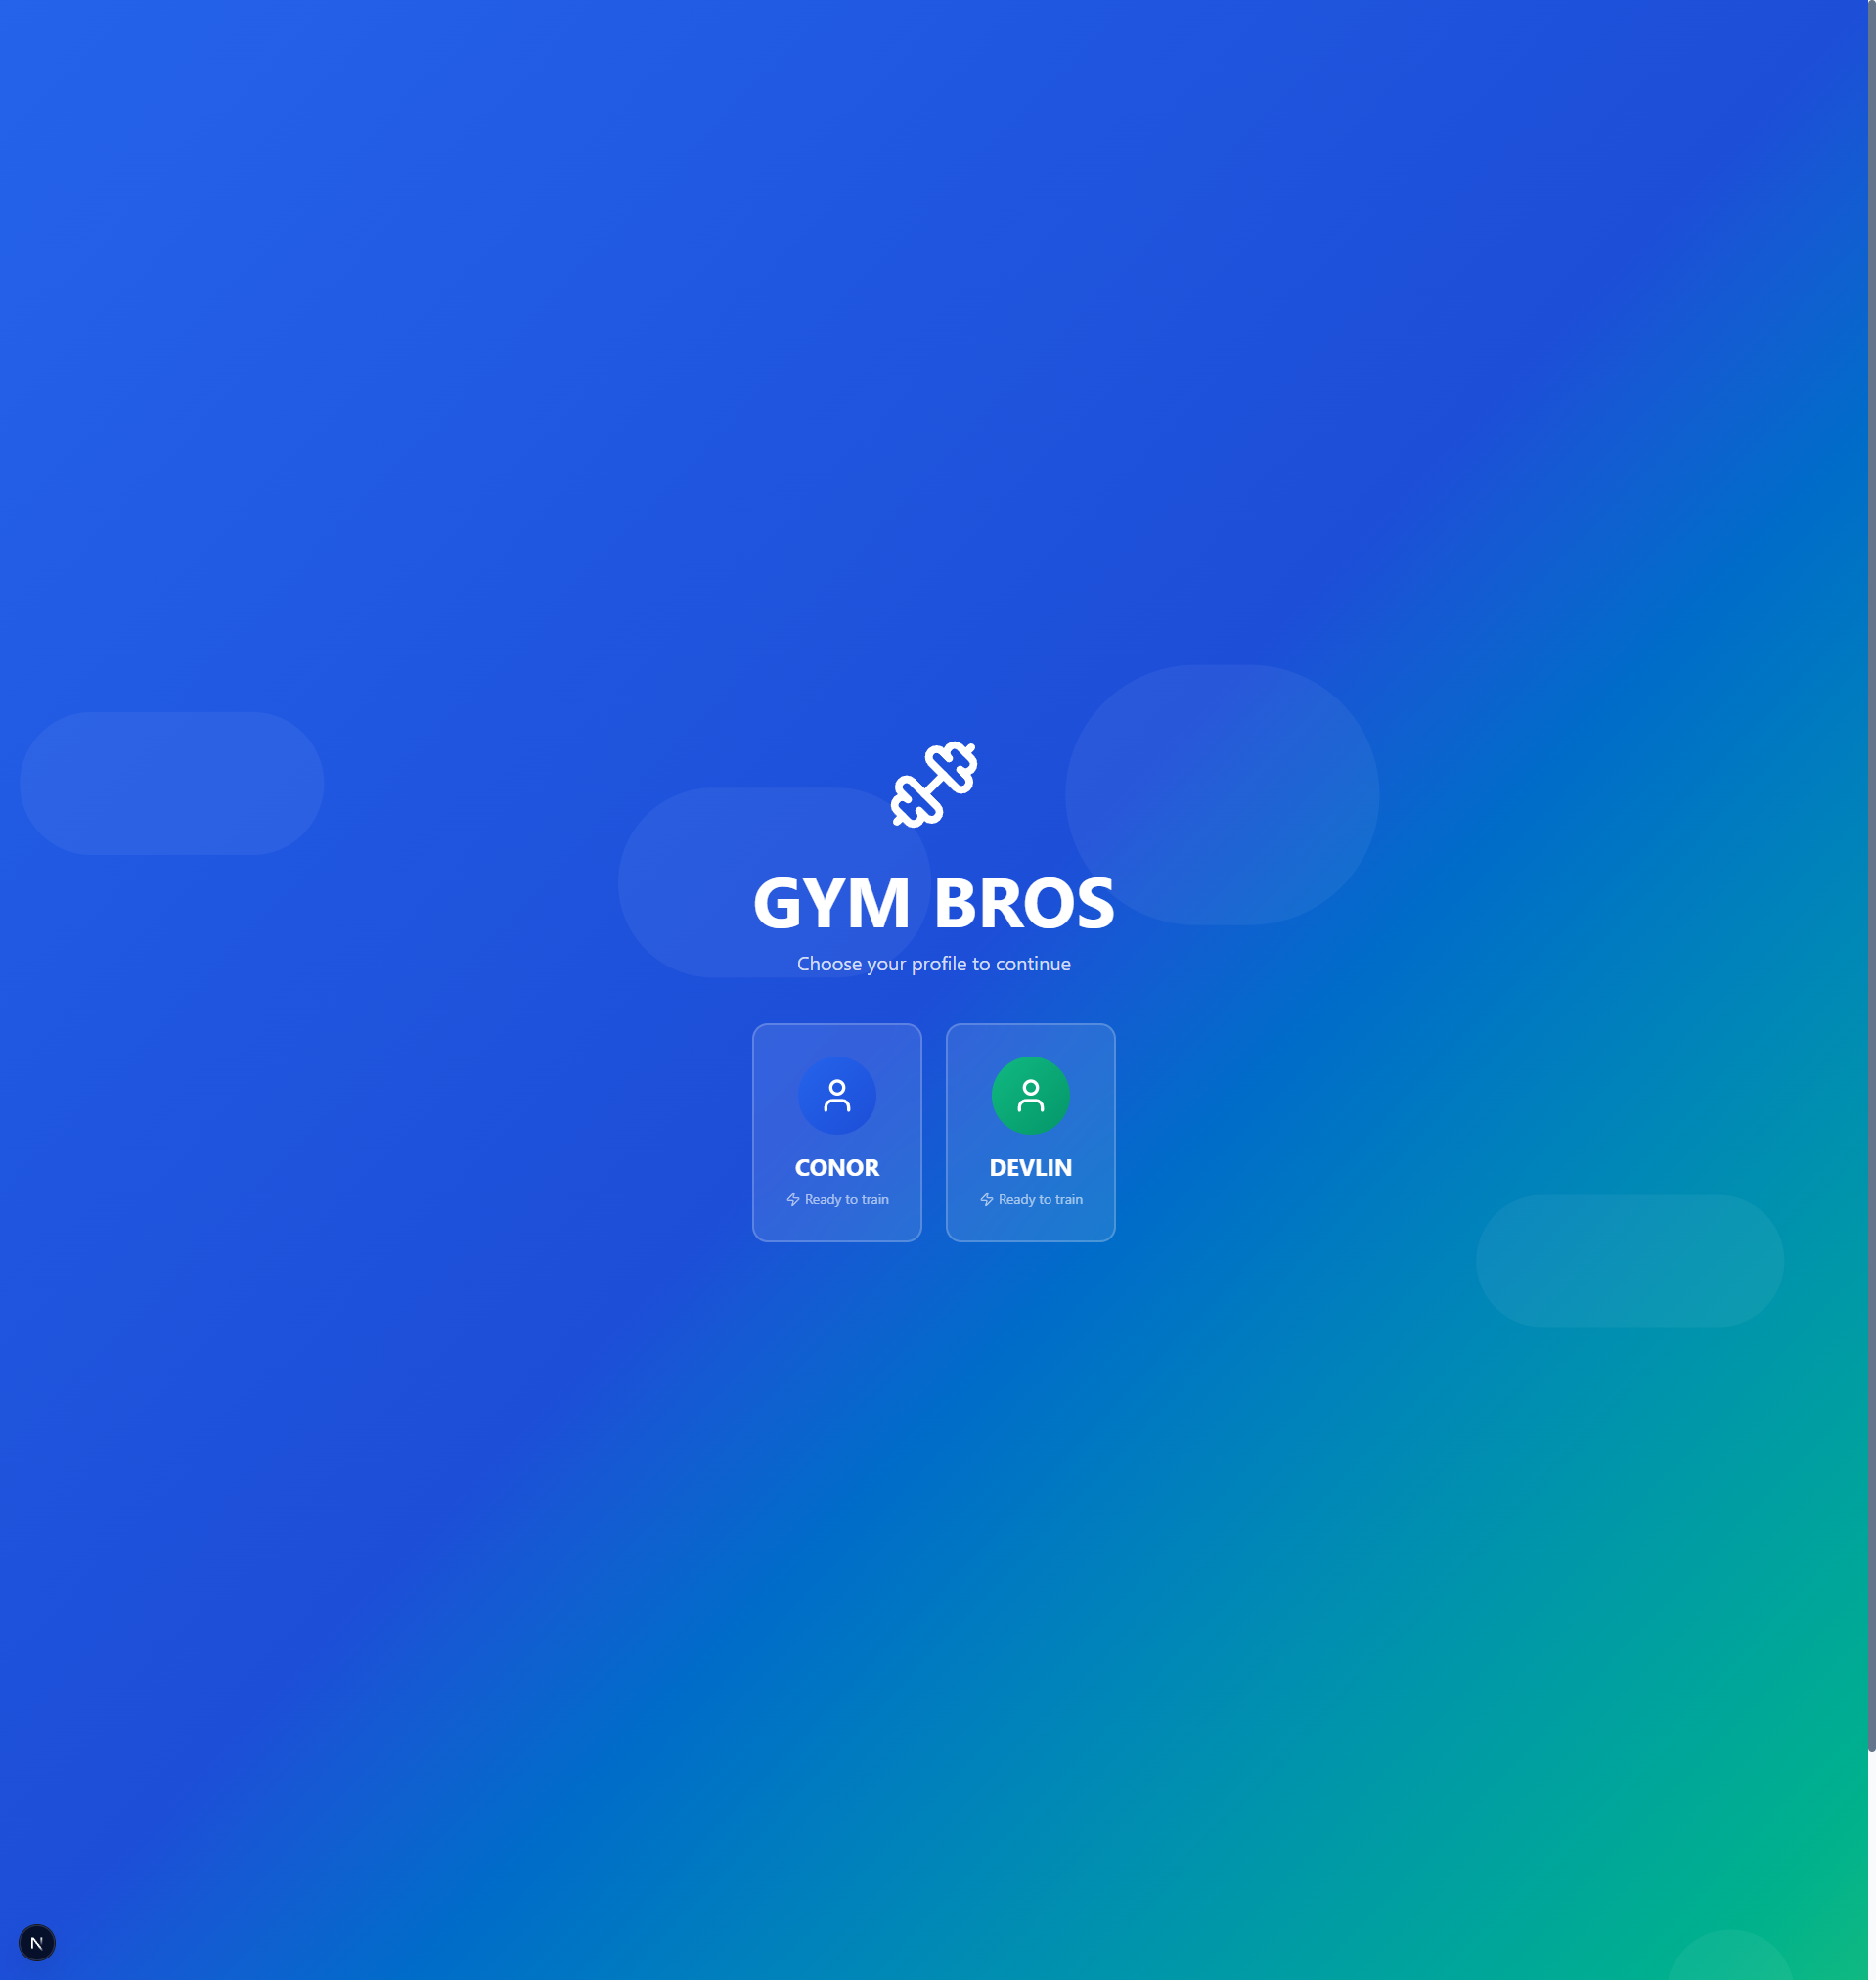 GYM BROS
Choose your profile to continue
CONOR
DEVLIN
Ready to train
Ready to train
N